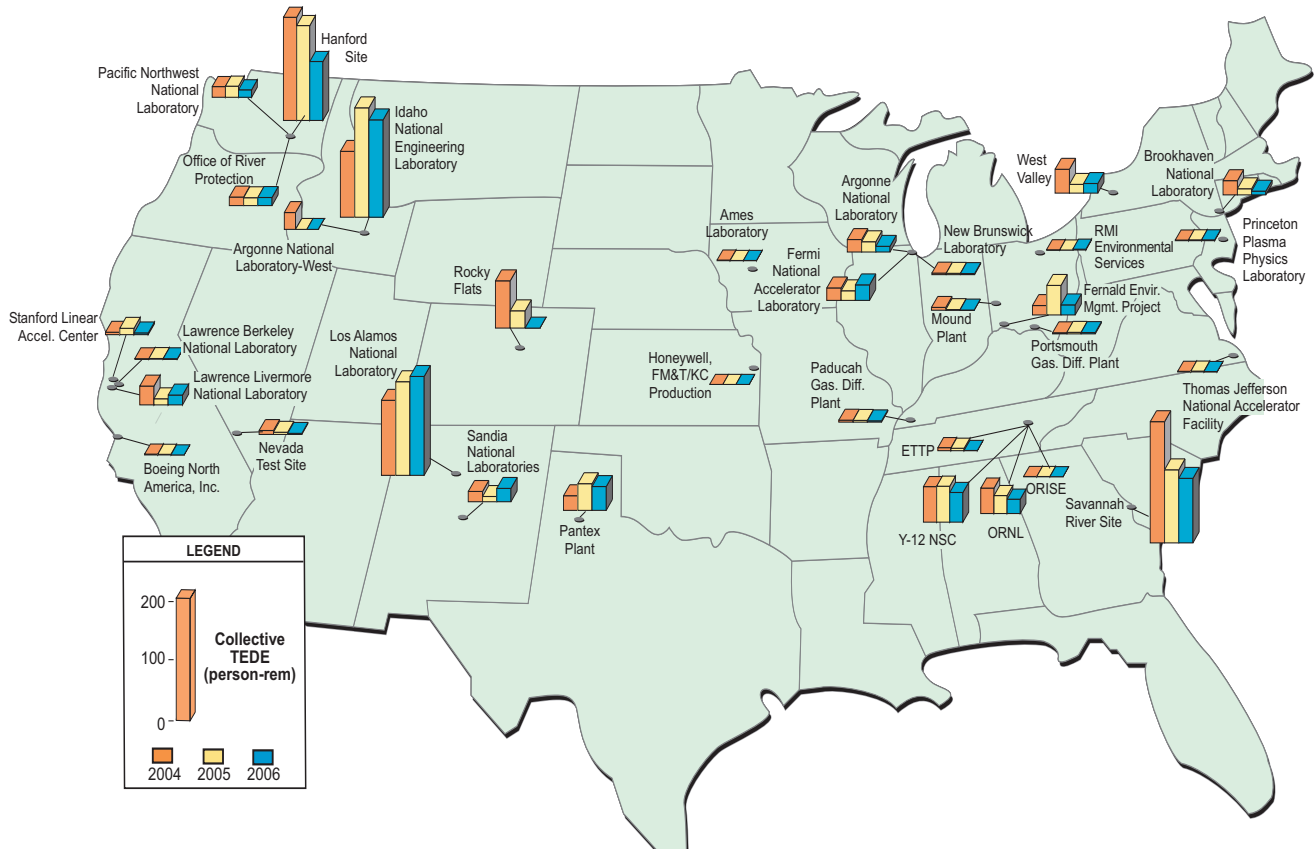 Hanford
Site
Pacific Northwest
National
Laboratory
Idaho
National
Engineering
Laboratory
Office of River
Protection
Argonne National
Laboratory-West
Rocky
Flats
Stanford Linear
Accel. Center
Lawrence Berkeley
National Laboratory
Lawrence Livermore
National Laboratory
Los Alamos
National
Laboratory
Nevada
Test Site
Boeing North
America, Inc.
Sandia
National
Laboratories
Pantex
Plant
Ames
Laboratory
Argonne
National
Laboratory
Fermi
National
Accelerator
Laboratory
New Brunswick
Laboratory
West
Valley
Brookhaven
National
Laboratory
RMI
Environmental
Services
Princeton
Plasma
Physics
Laboratory
Fernald Envir.
Mgmt. Project
Mound
Plant
Portsmouth
Gas. Diff. Plant
Honeywell,
FM&T/KC
Production
Paducah
Gas. Diff.
Plant
Thomas Jefferson
National Accelerator
Facility
ETTP
ORISE
Y-12 NSC
ORNL
Savannah
River Site
LEGEND
200
100
0
Collective
TEDE
(person-rem)
2004 2005 2006